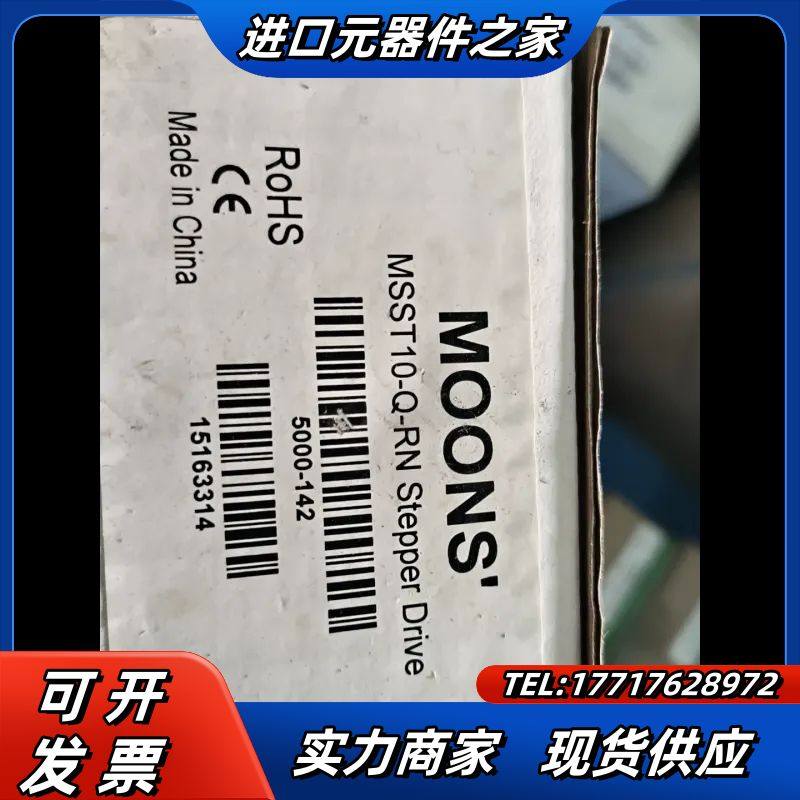 进口元器件之家
MOONS'
MSST10-Q-RN Stepper Drive
5000-142
15163314
RoHS
CE
Made in China
TEL:17717628972
可开
发票
实力商家 现货供应